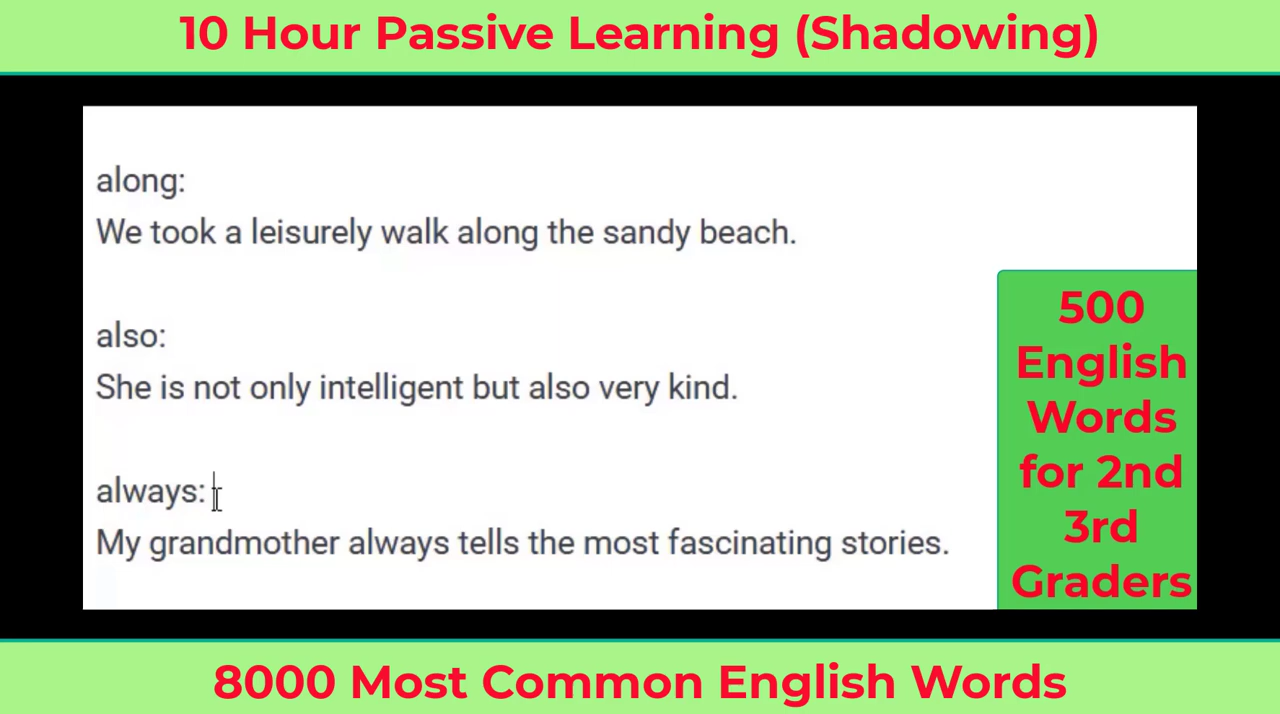 10 Hour Passive Learning (Shadowing)
along:
We took a leisurely walk along the sandy beach.
also:
She is not only intelligent but also very kind.
always:
My grandmother always tells the most fascinating stories.
500
English
Words
for 2nd
3rd
Graders
8000 Most Common English Words